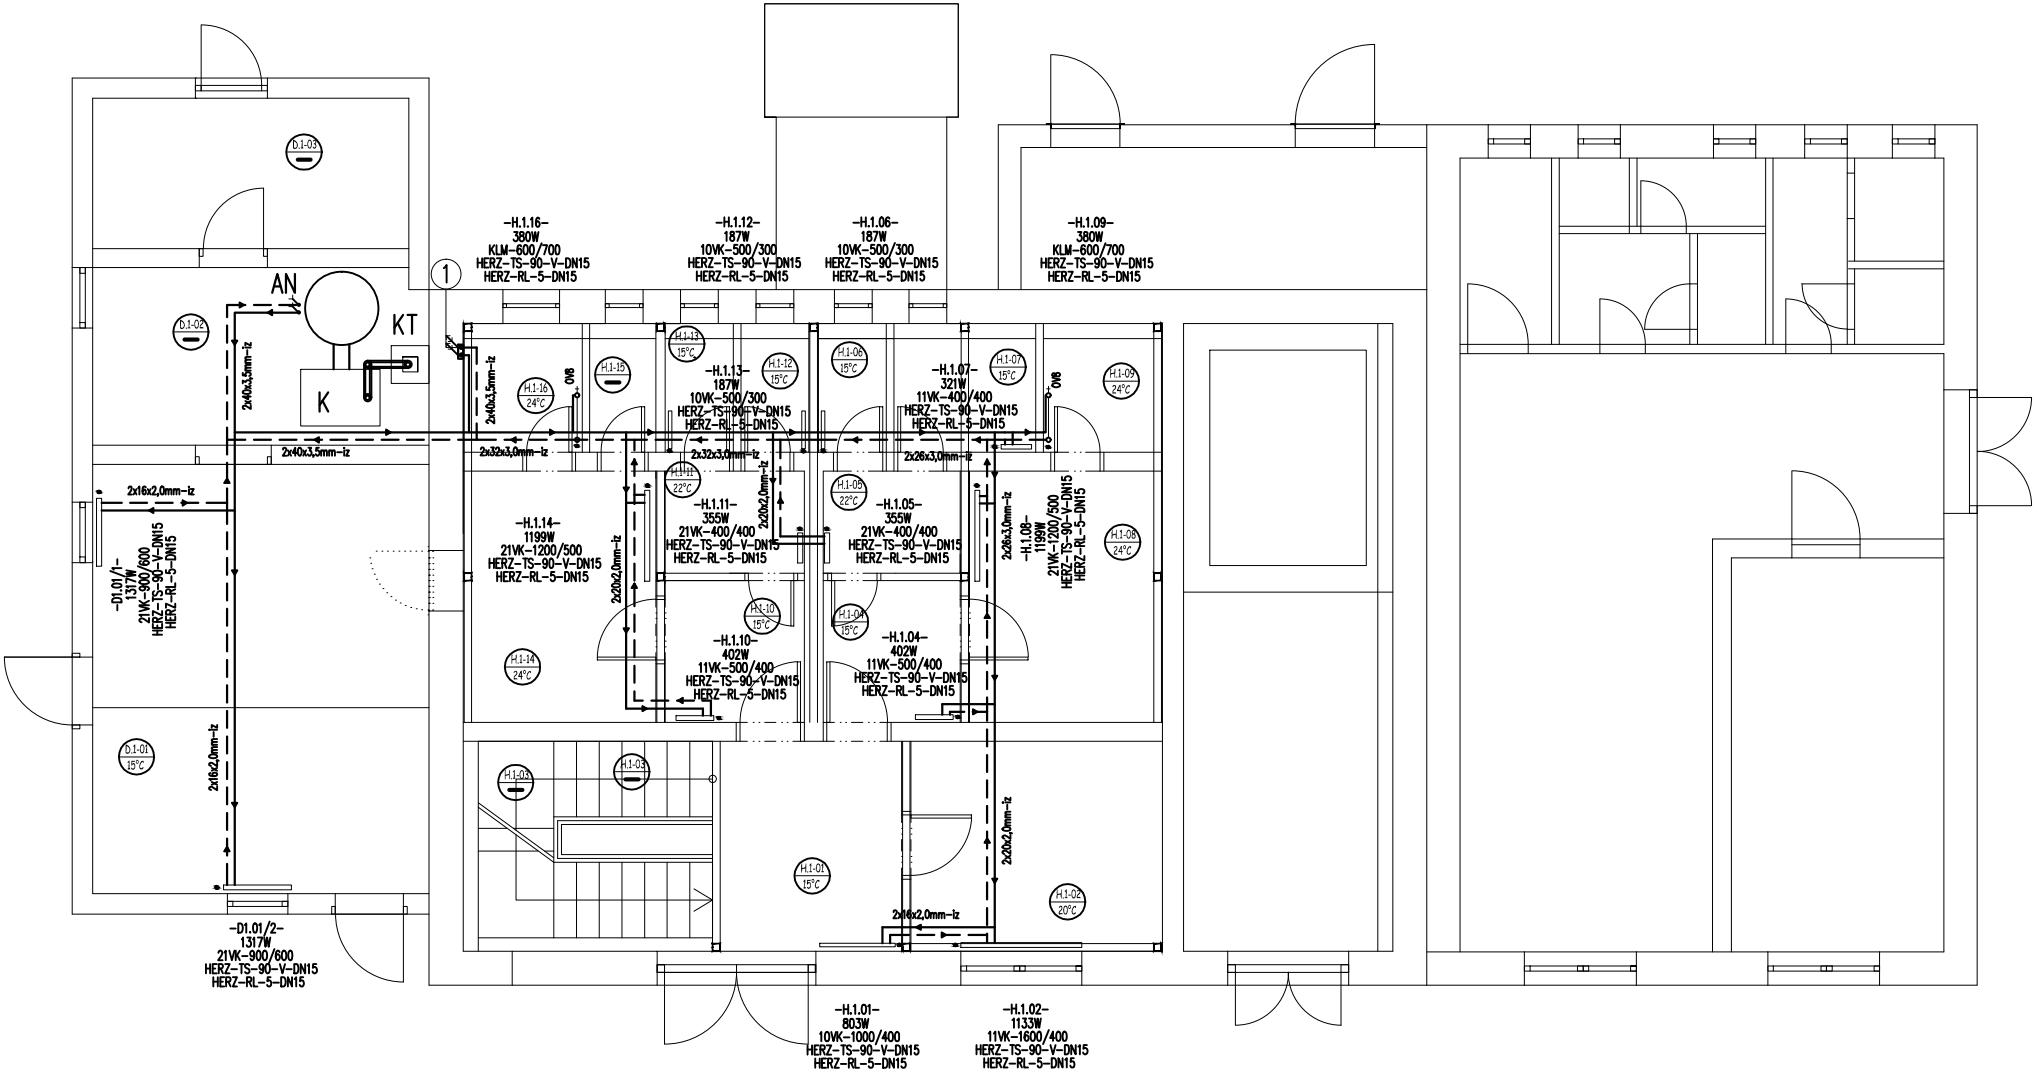 D.1-03
-H.1.16-
380W
KLM-600/700
HERZ-TS-90-V-DN15
HERZ-RL-5-DN15
-H.1.12-
187W
10VK-500/300
HERZ-TS-90-V-DN15
HERZ-RL-5-DN15
-H.1.06-
187W
10VK-500/300
HERZ-TS-90-V-DN15
HERZ-RL-5-DN15
-H.1.09-
380W
KLM-600/700
HERZ-TS-90-V-DN15
HERZ-RL-5-DN15
1
AN
KT
K
D.1-02
2x40x3,5mm-iz
2x40x3,5mm-iz
H.1-16
24°C
H.1-15
OV8
H.1-13
15°C
H.1-12
15°C
H.1-06
15°C
H.1-07
15°C
OV8
H.1-09
24°C
-H.1.13-
187W
10VK-500/300
HERZ-TS-90-V-DN15
HERZ-RL-5-DN15
-H.1.07-
321W
11VK-400/400
HERZ-TS-90-V-DN15
HERZ-RL-5-DN15
2x40x3,5mm-iz
2x32x3,0mm-iz
2x32x3,0mm-iz
2x26x3,0mm-iz
2x16x2,0mm-iz
H.1-11
22°C
H.1-05
22°C
2x20x2,0mm-iz
-D1.01/1-
1317W
21VK-900/600
HERZ-TS-90-V-DN15
HERZ-RL-5-DN15
-H.1.14-
1199W
21VK-1200/500
HERZ-TS-90-V-DN15
HERZ-RL-5-DN15
2x20x2,0mm-iz
-H.1.11-
355W
21VK-400/400
HERZ-TS-90-V-DN15
HERZ-RL-5-DN15
-H.1.05-
355W
21VK-400/400
HERZ-TS-90-V-DN15
HERZ-RL-5-DN15
2x26x3,0mm-iz
-H.1.08-
1199W
21VK-1200/500
HERZ-TS-90-V-DN15
HERZ-RL-5-DN15
H.1-08
24°C
H.1-10
15°C
H.1-04
15°C
H.1-14
24°C
-H.1.10-
402W
11VK-500/400
HERZ-TS-90-V-DN15
HERZ-RL-5-DN15
-H.1.04-
402W
11VK-500/400
HERZ-TS-90-V-DN15
HERZ-RL-5-DN15
D.1-01
15°C
2x16x2,0mm-iz
H.1-03
H.1-03
2x20x2,0mm-iz
H.1-01
15°C
H.1-02
20°C
2x16x2,0mm-iz
-D1.01/2-
1317W
21VK-900/600
HERZ-TS-90-V-DN15
HERZ-RL-5-DN15
-H.1.01-
803W
10VK-1000/400
HERZ-TS-90-V-DN15
HERZ-RL-5-DN15
-H.1.02-
1133W
11VK-1600/400
HERZ-TS-90-V-DN15
HERZ-RL-5-DN15